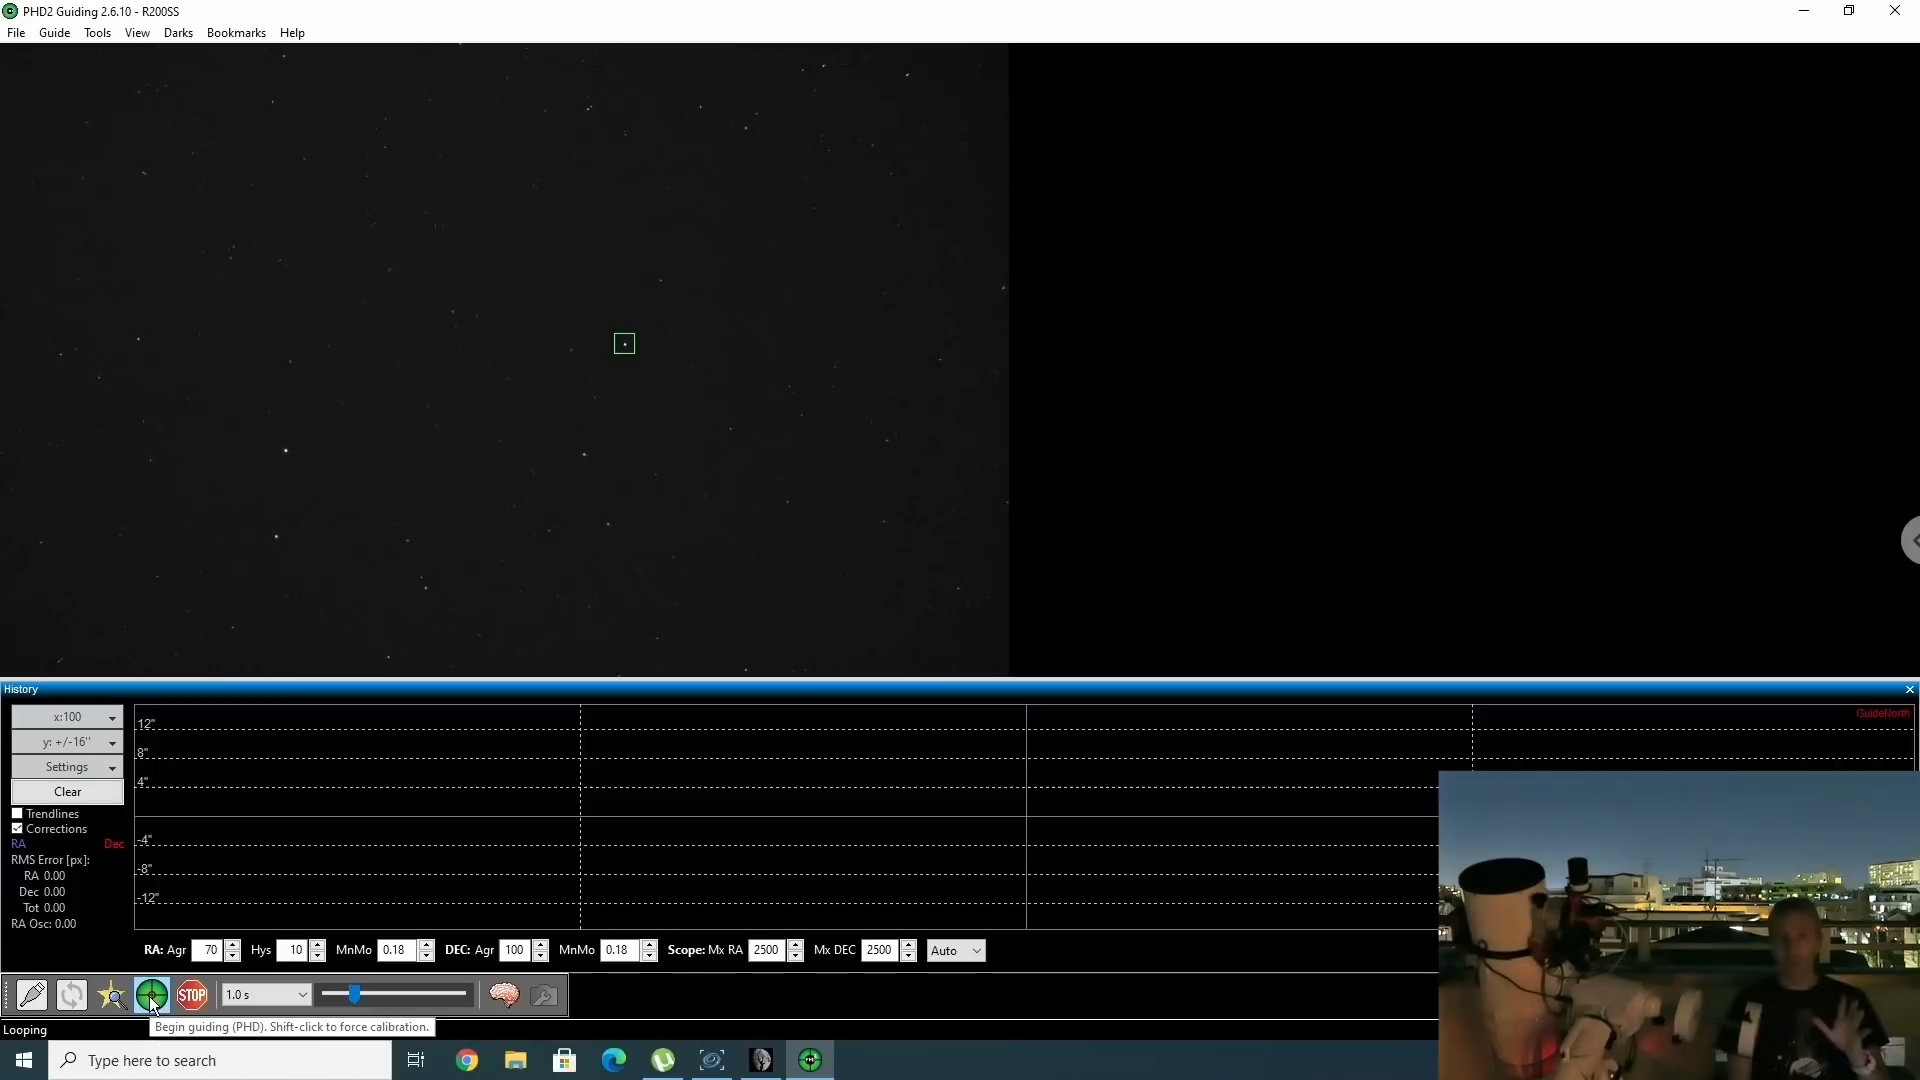 PHD2 Guiding 2.6.10 - R200SS
File Guide Tools View Darks Bookmarks Help
History
x:100
y: +/-16"
Settings
Clear
Trendlines
Corrections
RA Dec
RMS Error [px]:
RA 0.00
Dec 0.00
Tot 0.00
RA Osc: 0.00
12"
8"
4"
-4"
-8"
-12"
GuideNorth
RA: Agr 70 Hys 10 MnMo 0.18 DEC: Agr 100 MnMo 0.18 Scope: Mx RA 2500 Mx DEC 2500 Auto
STOP 1.0 s
Begin guiding (PHD). Shift-click to force calibration.
Looping
Type here to search